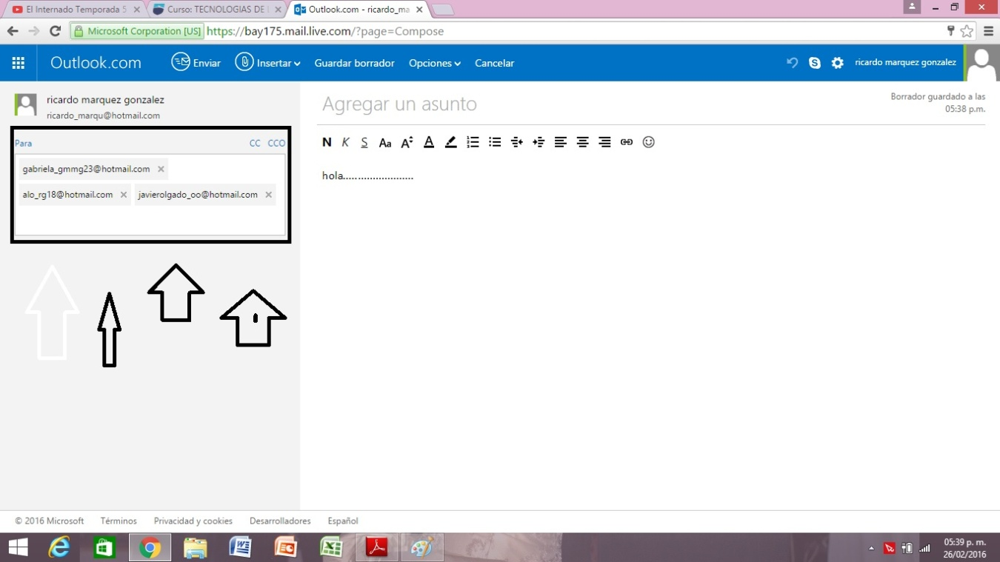 El Internado Temporada 5
Curso: TECNOLOGIAS DE
Outlook.com - ricardo_ma
Microsoft Corporation [US] https://bay175.mail.live.com/?page=Compose
Outlook.com Enviar Insertar Guardar borrador Opciones Cancelar ricardo marquez gonzalez
ricardo marquez gonzalez
ricardo_marqu@hotmail.com
Agregar un asunto
Borrador guardado a las
05:38 p.m.
Para CC CCO
N K S Aa A A
gabriela_gmmg23@hotmail.com
alo_rg18@hotmail.com javierolgado_oo@hotmail.com
hola........................
© 2016 Microsoft Términos Privacidad y cookies Desarrolladores Español
05:39 p. m.
26/02/2016